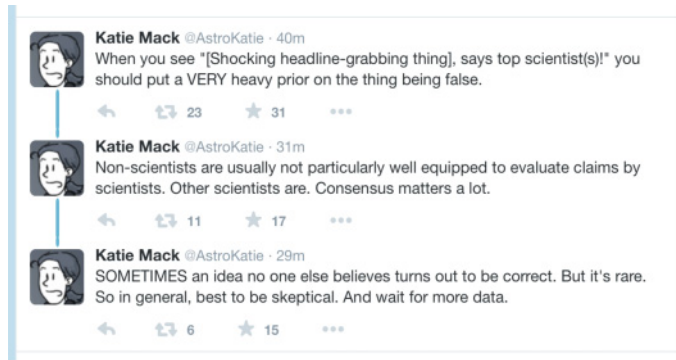 Katie Mack @AstroKatie · 40m
When you see "[Shocking headline-grabbing thing], says top scientist(s)!" you
should put a VERY heavy prior on the thing being false.
23 31
Katie Mack @AstroKatie · 31m
Non-scientists are usually not particularly well equipped to evaluate claims by
scientists. Other scientists are. Consensus matters a lot.
11 17
Katie Mack @AstroKatie · 29m
SOMETIMES an idea no one else believes turns out to be correct. But it's rare.
So in general, best to be skeptical. And wait for more data.
6 15